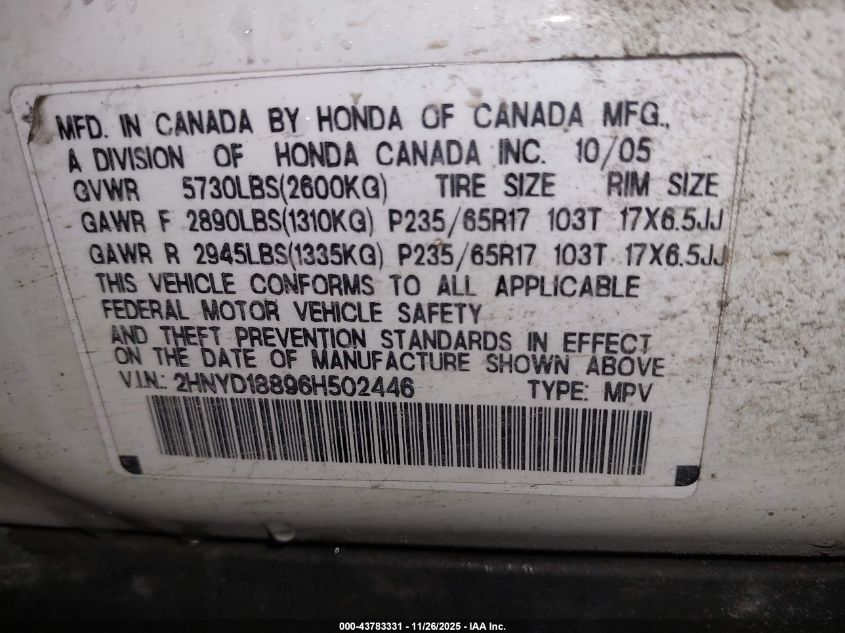 MFD. IN CANADA BY HONDA OF CANADA MFG.,
A DIVISION OF HONDA CANADA INC. 10/05
GVWR 5730LBS(2600KG) TIRE SIZE RIM SIZE
GAWR F 2890LBS(1310KG) P235/65R17 103T 17X6.5JJ
GAWR R 2945LBS(1335KG) P235/65R17 103T 17X6.5JJ
THIS VEHICLE CONFORMS TO ALL APPLICABLE
FEDERAL MOTOR VEHICLE SAFETY
AND THEFT PREVENTION STANDARDS IN EFFECT
ON THE DATE OF MANUFACTURE SHOWN ABOVE
V.I.N.: 2HNYD18896H502446 TYPE: MPV
000-43783331 - 11/26/2025 - IAA Inc.